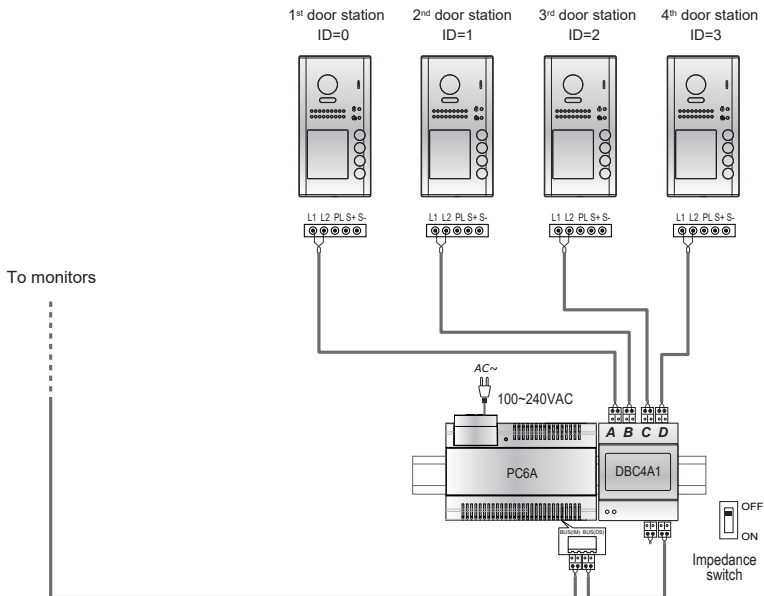 1st door station 2nd door station 3rd door station 4th door station
ID=0 ID=1 ID=2 ID=3
L1 L2 PL S+ S- L1 L2 PL S+ S- L1 L2 PL S+ S- L1 L2 PL S+ S-
To monitors
AC~
100~240VAC
A B C D
PC6A DBC4A1
OFF
BUS(IM) BUS(DS)
ON
Impedance
switch